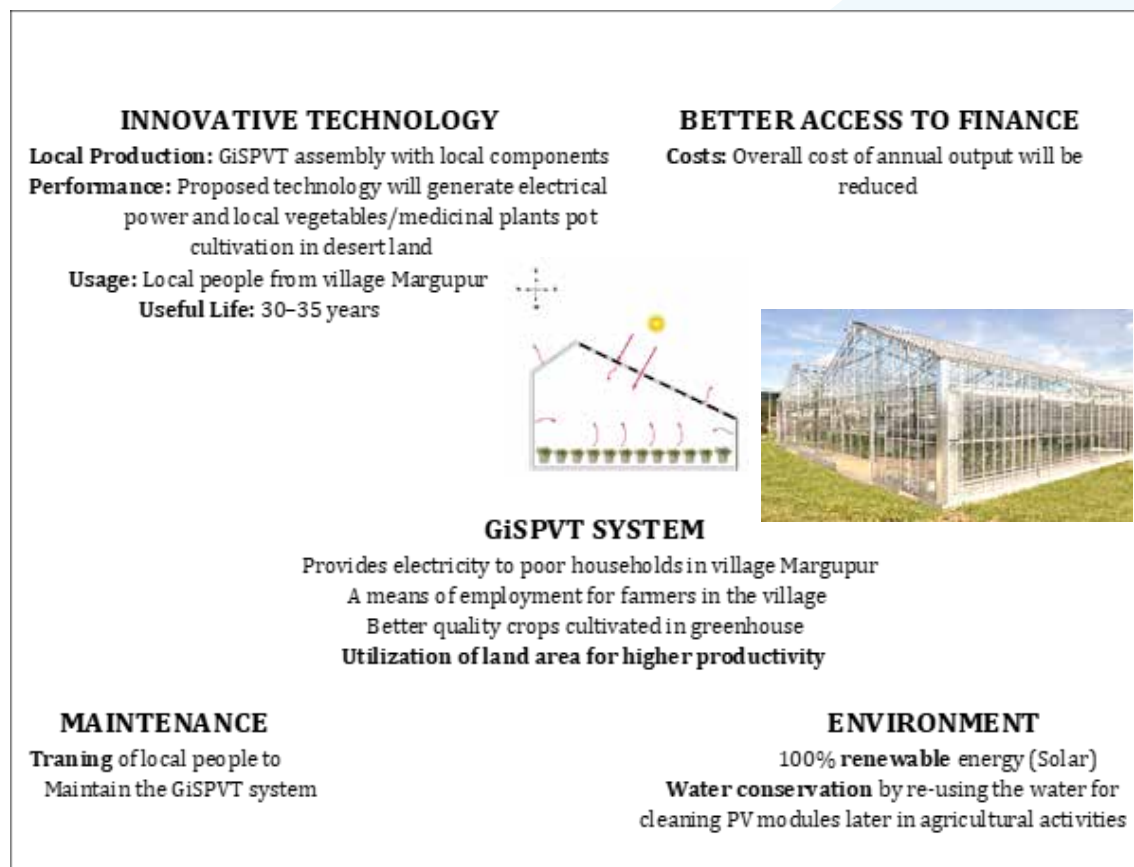 INNOVATIVE TECHNOLOGY
Local Production: GiSPVT assembly with local components
Performance: Proposed technology will generate electrical
power and local vegetables/medicinal plants pot
cultivation in desert land
Usage: Local people from village Margupur
Useful Life: 30–35 years
BETTER ACCESS TO FINANCE
Costs: Overall cost of annual output will be
reduced
GiSPVT SYSTEM
Provides electricity to poor households in village Margupur
A means of employment for farmers in the village
Better quality crops cultivated in greenhouse
Utilization of land area for higher productivity
MAINTENANCE
Traning of local people to
Maintain the GiSPVT system
ENVIRONMENT
100% renewable energy (Solar)
Water conservation by re-using the water for
cleaning PV modules later in agricultural activities